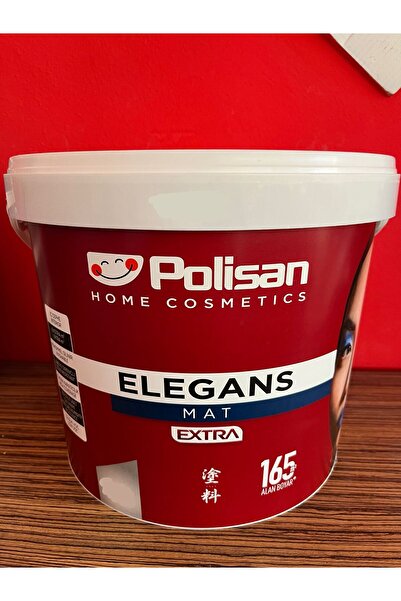 Polisan
HOME COSMETICS
ELEGANS
MAT
EXTRA
塗
料
165
ALAN BOYAR